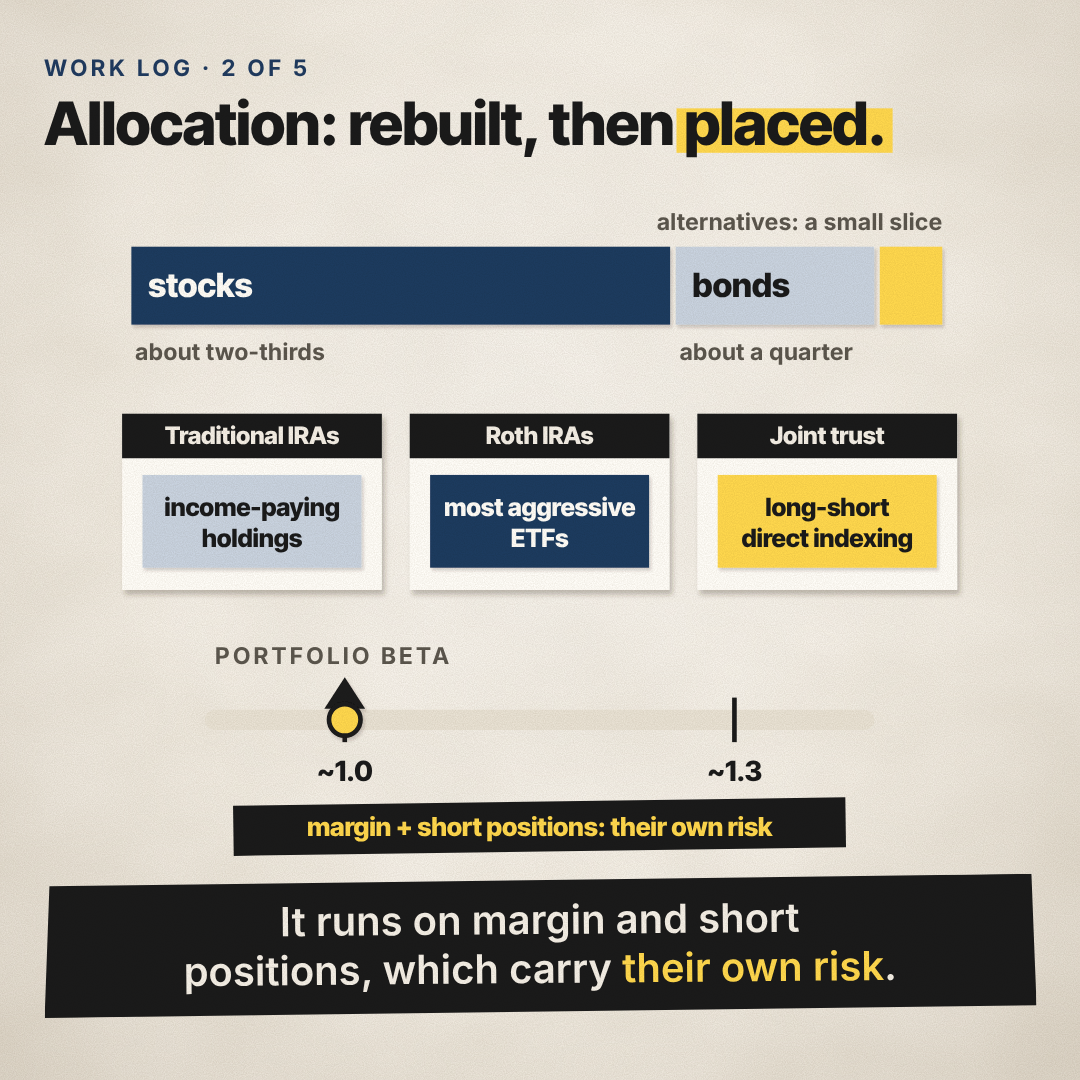 WORK LOG · 2 OF 5
Allocation: rebuilt, then placed.
alternatives: a small slice
stocks
bonds
about two-thirds
about a quarter
Traditional IRAs
Roth IRAs
Joint trust
income-paying
holdings
most aggressive
ETFs
long-short
direct indexing
PORTFOLIO BETA
~1.0
~1.3
margin + short positions: their own risk
It runs on margin and short
positions, which carry their own risk.